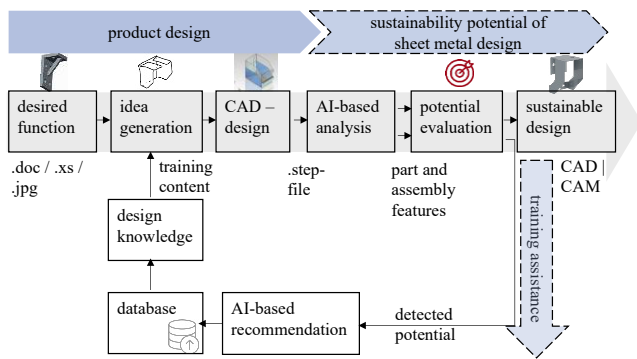 product design
sustainability potential of
sheet metal design
desired
function
idea
generation
CAD –
design
AI-based
analysis
potential
evaluation
sustainable
design
.doc / .xs /
.jpg
training
content
.step-
file
part and
assembly
features
CAD |
CAM
design
knowledge
training assistance
database
AI-based
recommendation
detected
potential